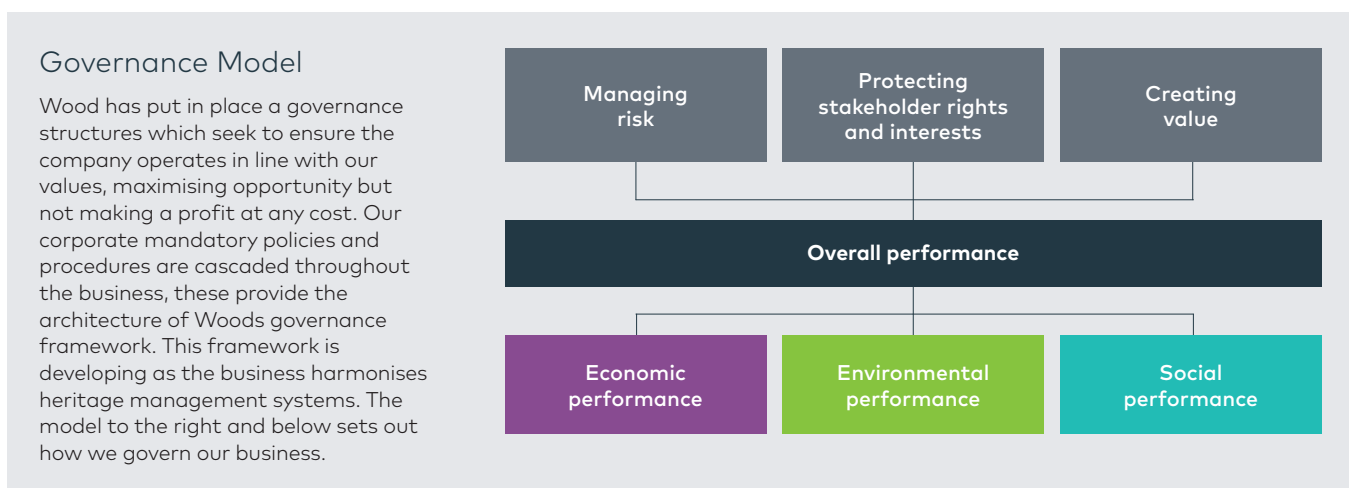 Governance Model
Wood has put in place a governance
structures which seek to ensure the
company operates in line with our
values, maximising opportunity but
not making a profit at any cost. Our
corporate mandatory policies and
procedures are cascaded throughout
the business, these provide the
architecture of Woods governance
framework. This framework is
developing as the business harmonises
heritage management systems. The
model to the right and below sets out
how we govern our business.
Managing
risk
Protecting
stakeholder rights
and interests
Creating
value
Overall performance
Economic
performance
Environmental
performance
Social
performance